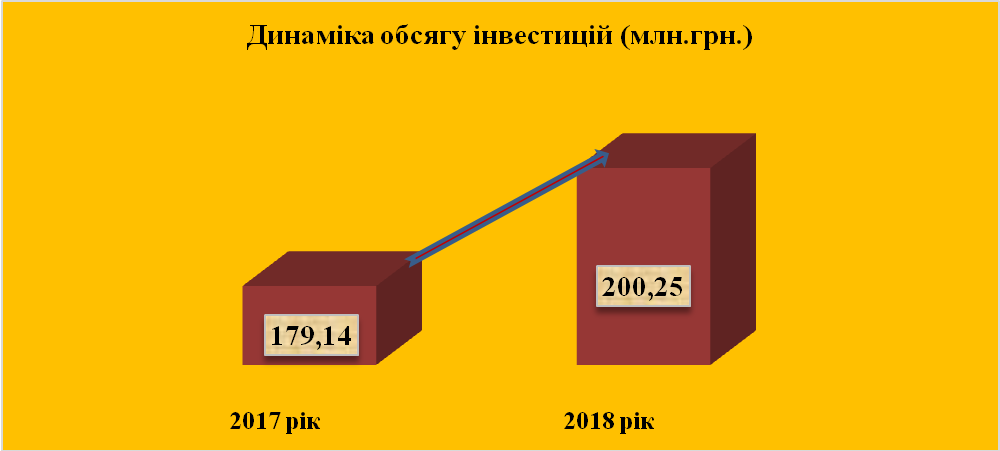 Динаміка обсягу інвестицій (млн.грн.)
200,25
179,14
2017 рік
2018 рік